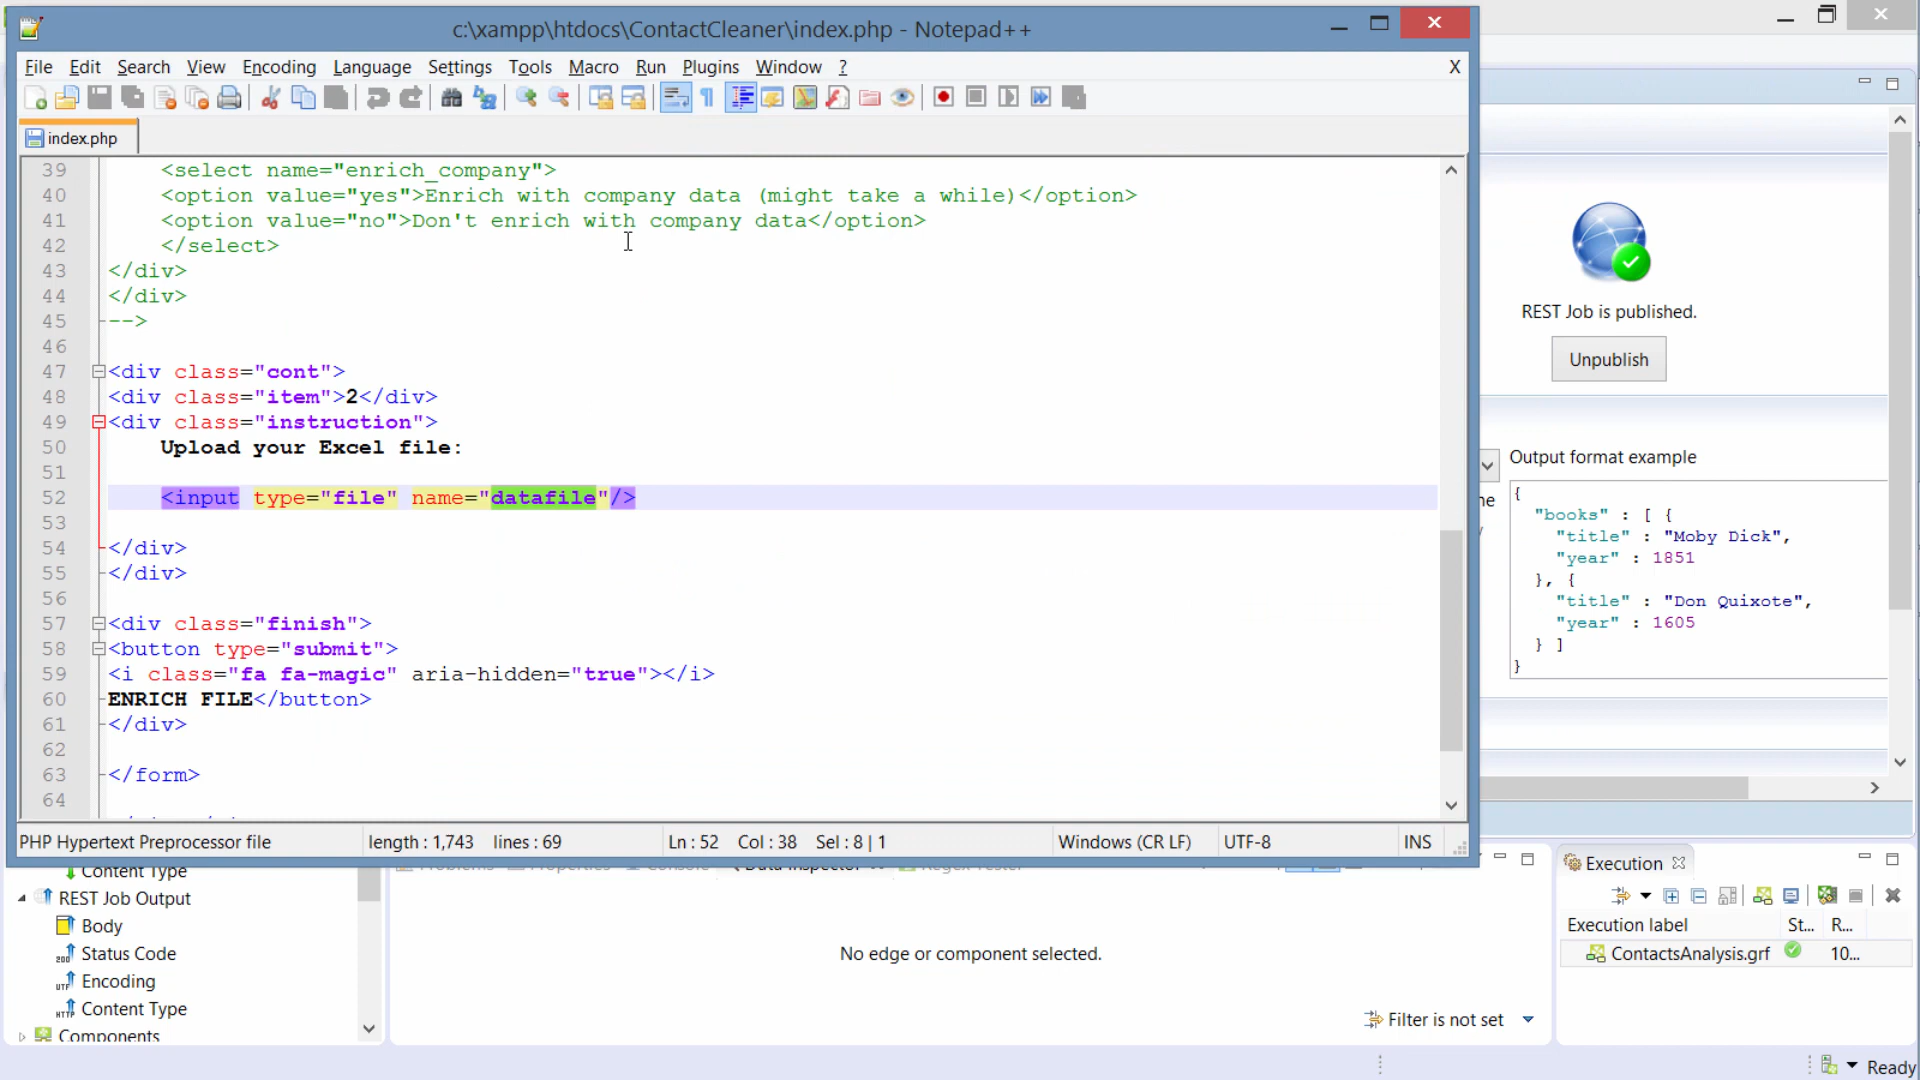 c:\xampp\htdocs\ContactCleaner\index.php - Notepad++
File Edit Search View Encoding Language Settings Tools Macro Run Plugins Window ? X
index.php
39 <select name="enrich_company">
40 <option value="yes">Enrich with company data (might take a while)</option>
41 <option value="no">Don't enrich with company data</option>
42 </select>
43 </div>
44 </div>
45 -->
46
47 <div class="cont">
48 <div class="item">2</div>
49 <div class="instruction">
50 Upload your Excel file:
51
52 <input type="file" name="datafile"/>
53
54 </div>
55 </div>
56
57 <div class="finish">
58 <button type="submit">
59 <i class="fa fa-magic" aria-hidden="true"></i>
60 ENRICH FILE</button>
61 </div>
62
63 </form>
64
PHP Hypertext Preprocessor file length : 1,743 lines : 69 Ln : 52 Col : 38 Sel : 8 | 1 Windows (CR LF) UTF-8 INS
REST Job is published.
Unpublish
Output format example
{
"books" : [ {
"title" : "Moby Dick",
"year" : 1851
}, {
"title" : "Don Quixote",
"year" : 1605
} ]
}
Content Type
REST Job Output
Body
Status Code
Encoding
Content Type
Components
No edge or component selected.
Filter is not set
Execution
Execution label St... R...
ContactsAnalysis.grf 10...
Ready